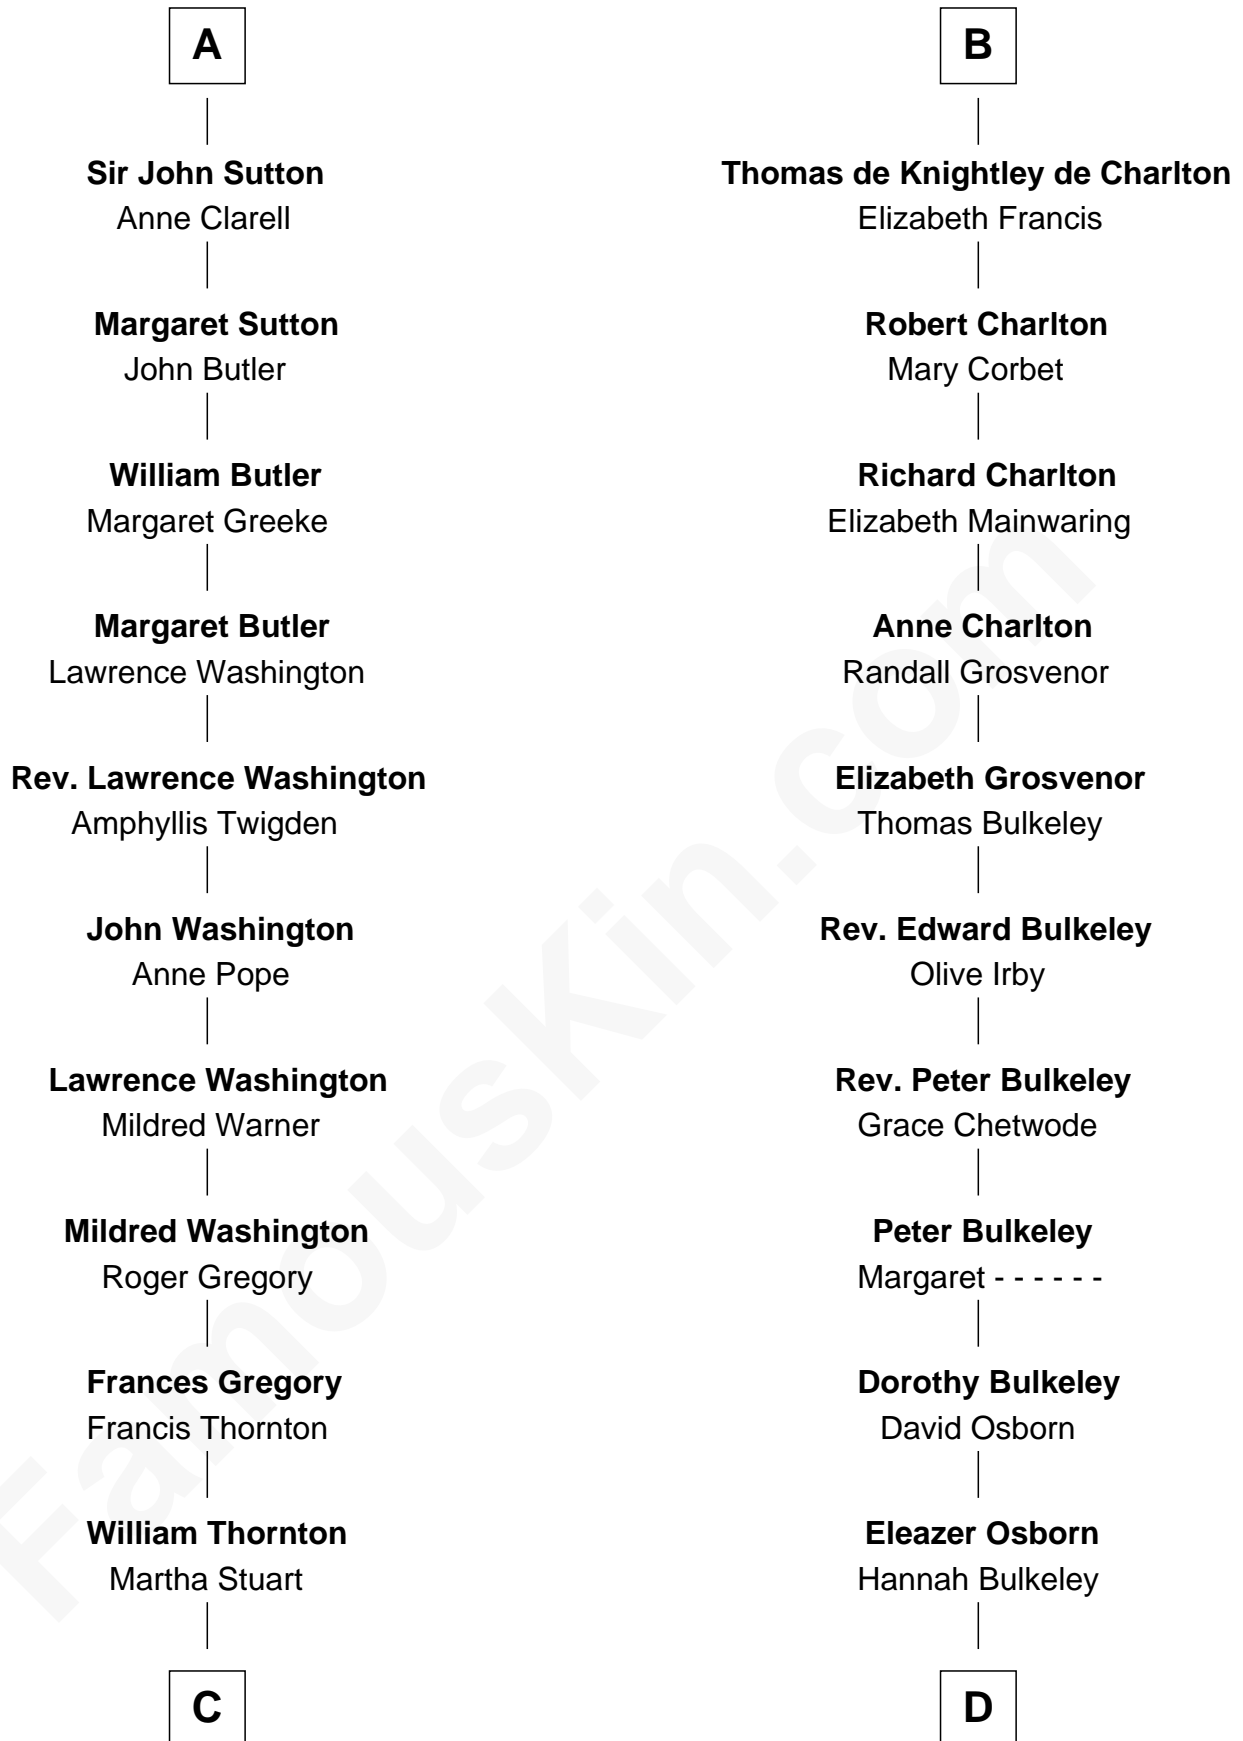 A
Sir John Sutton
Anne Clarell
Margaret Sutton
John Butler
William Butler
Margaret Greeke
Margaret Butler
Lawrence Washington
Rev. Lawrence Washington
Amphyllis Twigden
John Washington
Anne Pope
Lawrence Washington
Mildred Warner
Mildred Washington
Roger Gregory
Frances Gregory
Francis Thornton
William Thornton
Martha Stuart
C
B
Thomas de Knightley de Charlton
Elizabeth Francis
Robert Charlton
Mary Corbet
Richard Charlton
Elizabeth Mainwaring
Anne Charlton
Randall Grosvenor
Elizabeth Grosvenor
Thomas Bulkeley
Rev. Edward Bulkeley
Olive Irby
Rev. Peter Bulkeley
Grace Chetwode
Peter Bulkeley
Margaret - - - - - -
Dorothy Bulkeley
David Osborn
Eleazer Osborn
Hannah Bulkeley
D
FamousKin.com